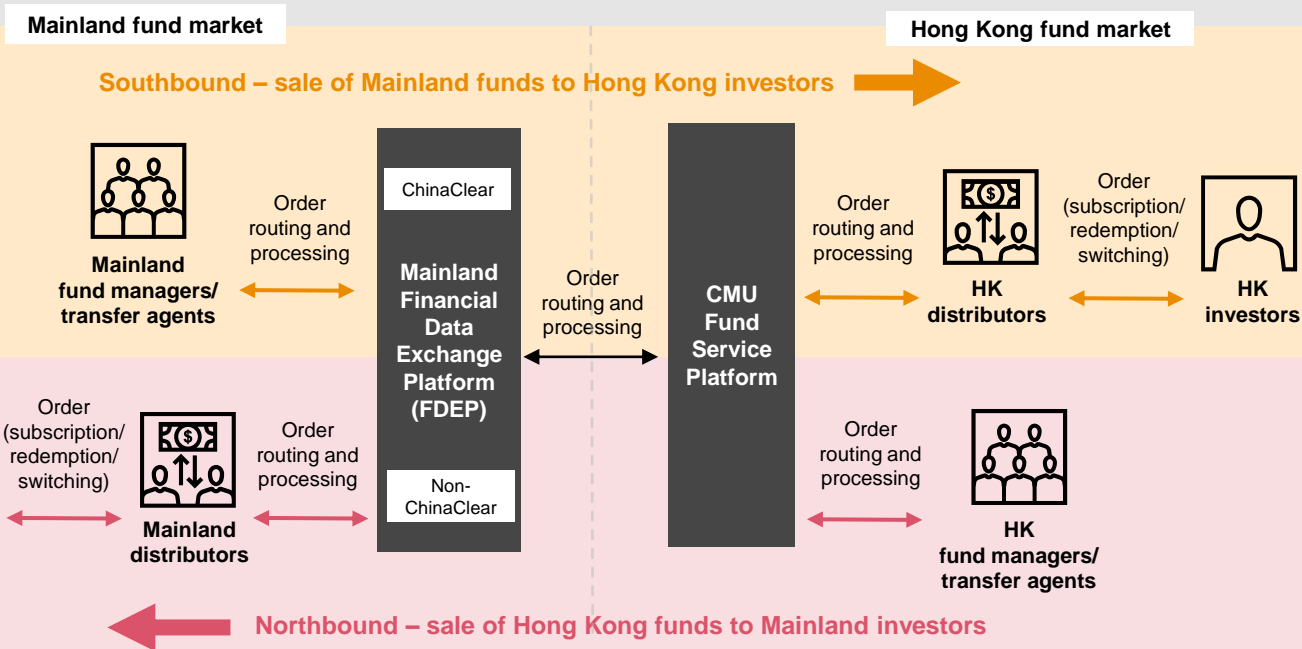 Mainland fund market
Hong Kong fund market
Southbound – sale of Mainland funds to Hong Kong investors
Mainland
fund managers/
transfer agents
Order
routing and
processing
ChinaClear
Mainland
Financial
Data
Exchange
Platform
(FDEP)
Non-
ChinaClear
Order
routing and
processing
CMU
Fund
Service
Platform
Order
routing and
processing
HK
distributors
Order
(subscription/
redemption/
switching)
HK
investors
Order
(subscription/
redemption/
switching)
Mainland
distributors
Order
routing and
processing
Order
routing and
processing
HK
fund managers/
transfer agents
Northbound – sale of Hong Kong funds to Mainland investors